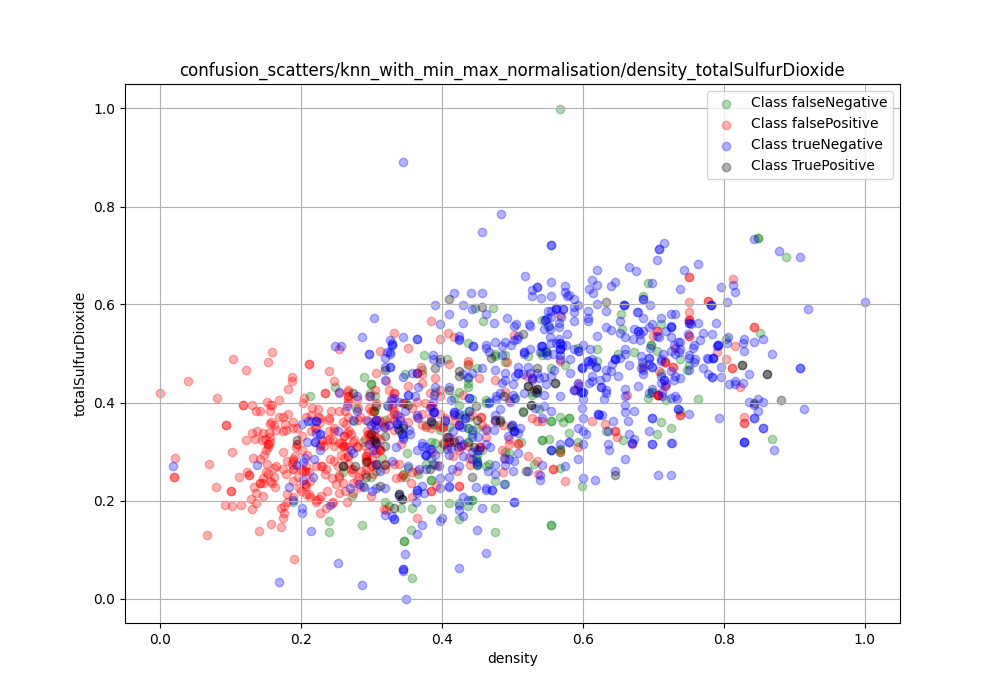 confusion_scatters/knn_with_min_max_normalisation/density_totalSulfurDioxide
Class falseNegative
Class falsePositive
Class trueNegative
Class TruePositive
1.0
0.8
0.6
0.4
0.2
0.0
totalSulfurDioxide
0.0 0.2 0.4 0.6 0.8 1.0
density